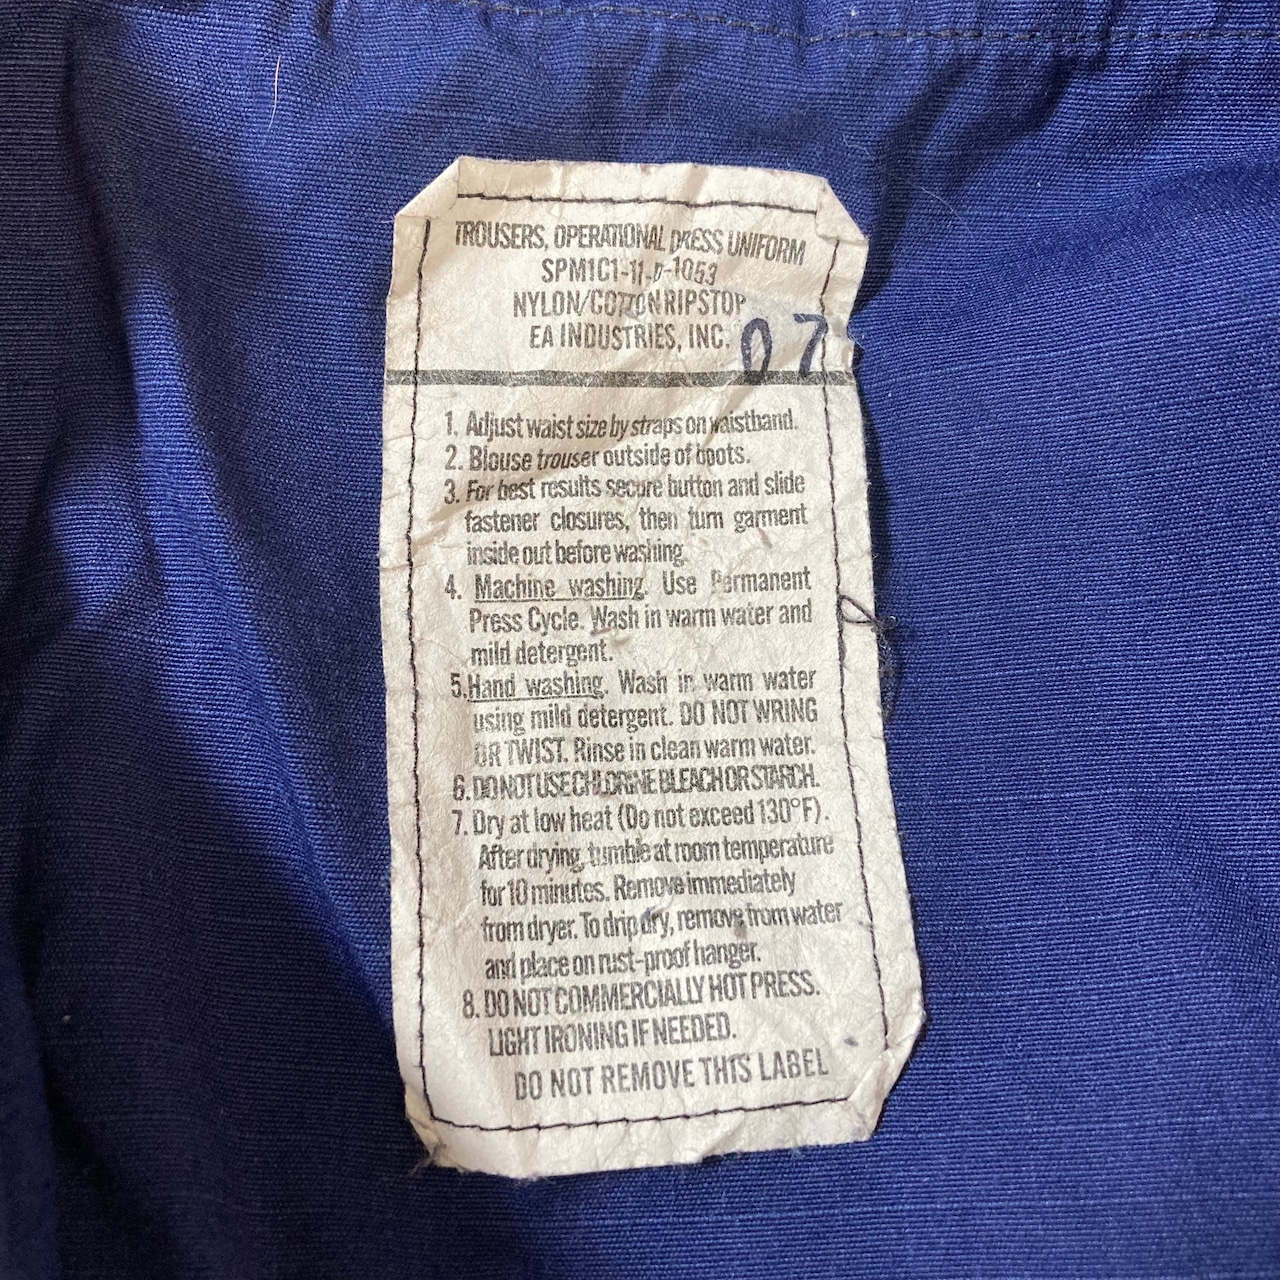 TROUSERS, OPERATIONAL DRESS UNIFORM
SPM1C1-11-D-1053
NYLON/COTTON RIPSTOP
EA INDUSTRIES, INC.
07
1. Adjust waist size by straps on waistband.
2. Blouse trouser outside of boots.
3. For best results secure button and slide
fastener closures, then turn garment
inside out before washing.
4. Machine washing. Use Permanent
Press Cycle. Wash in warm water and
mild detergent.
5. Hand washing. Wash in warm water
using mild detergent. DO NOT WRING
OR TWIST. Rinse in clean warm water.
6. DO NOT USE CHLORINE BLEACH OR STARCH.
7. Dry at low heat (Do not exceed 130°F).
After drying, tumble at room temperature
for 10 minutes. Remove immediately
from dryer. To drip dry, remove from water
and place on rust-proof hanger.
8. DO NOT COMMERCIALLY HOT PRESS.
LIGHT IRONING IF NEEDED.
DO NOT REMOVE THIS LABEL